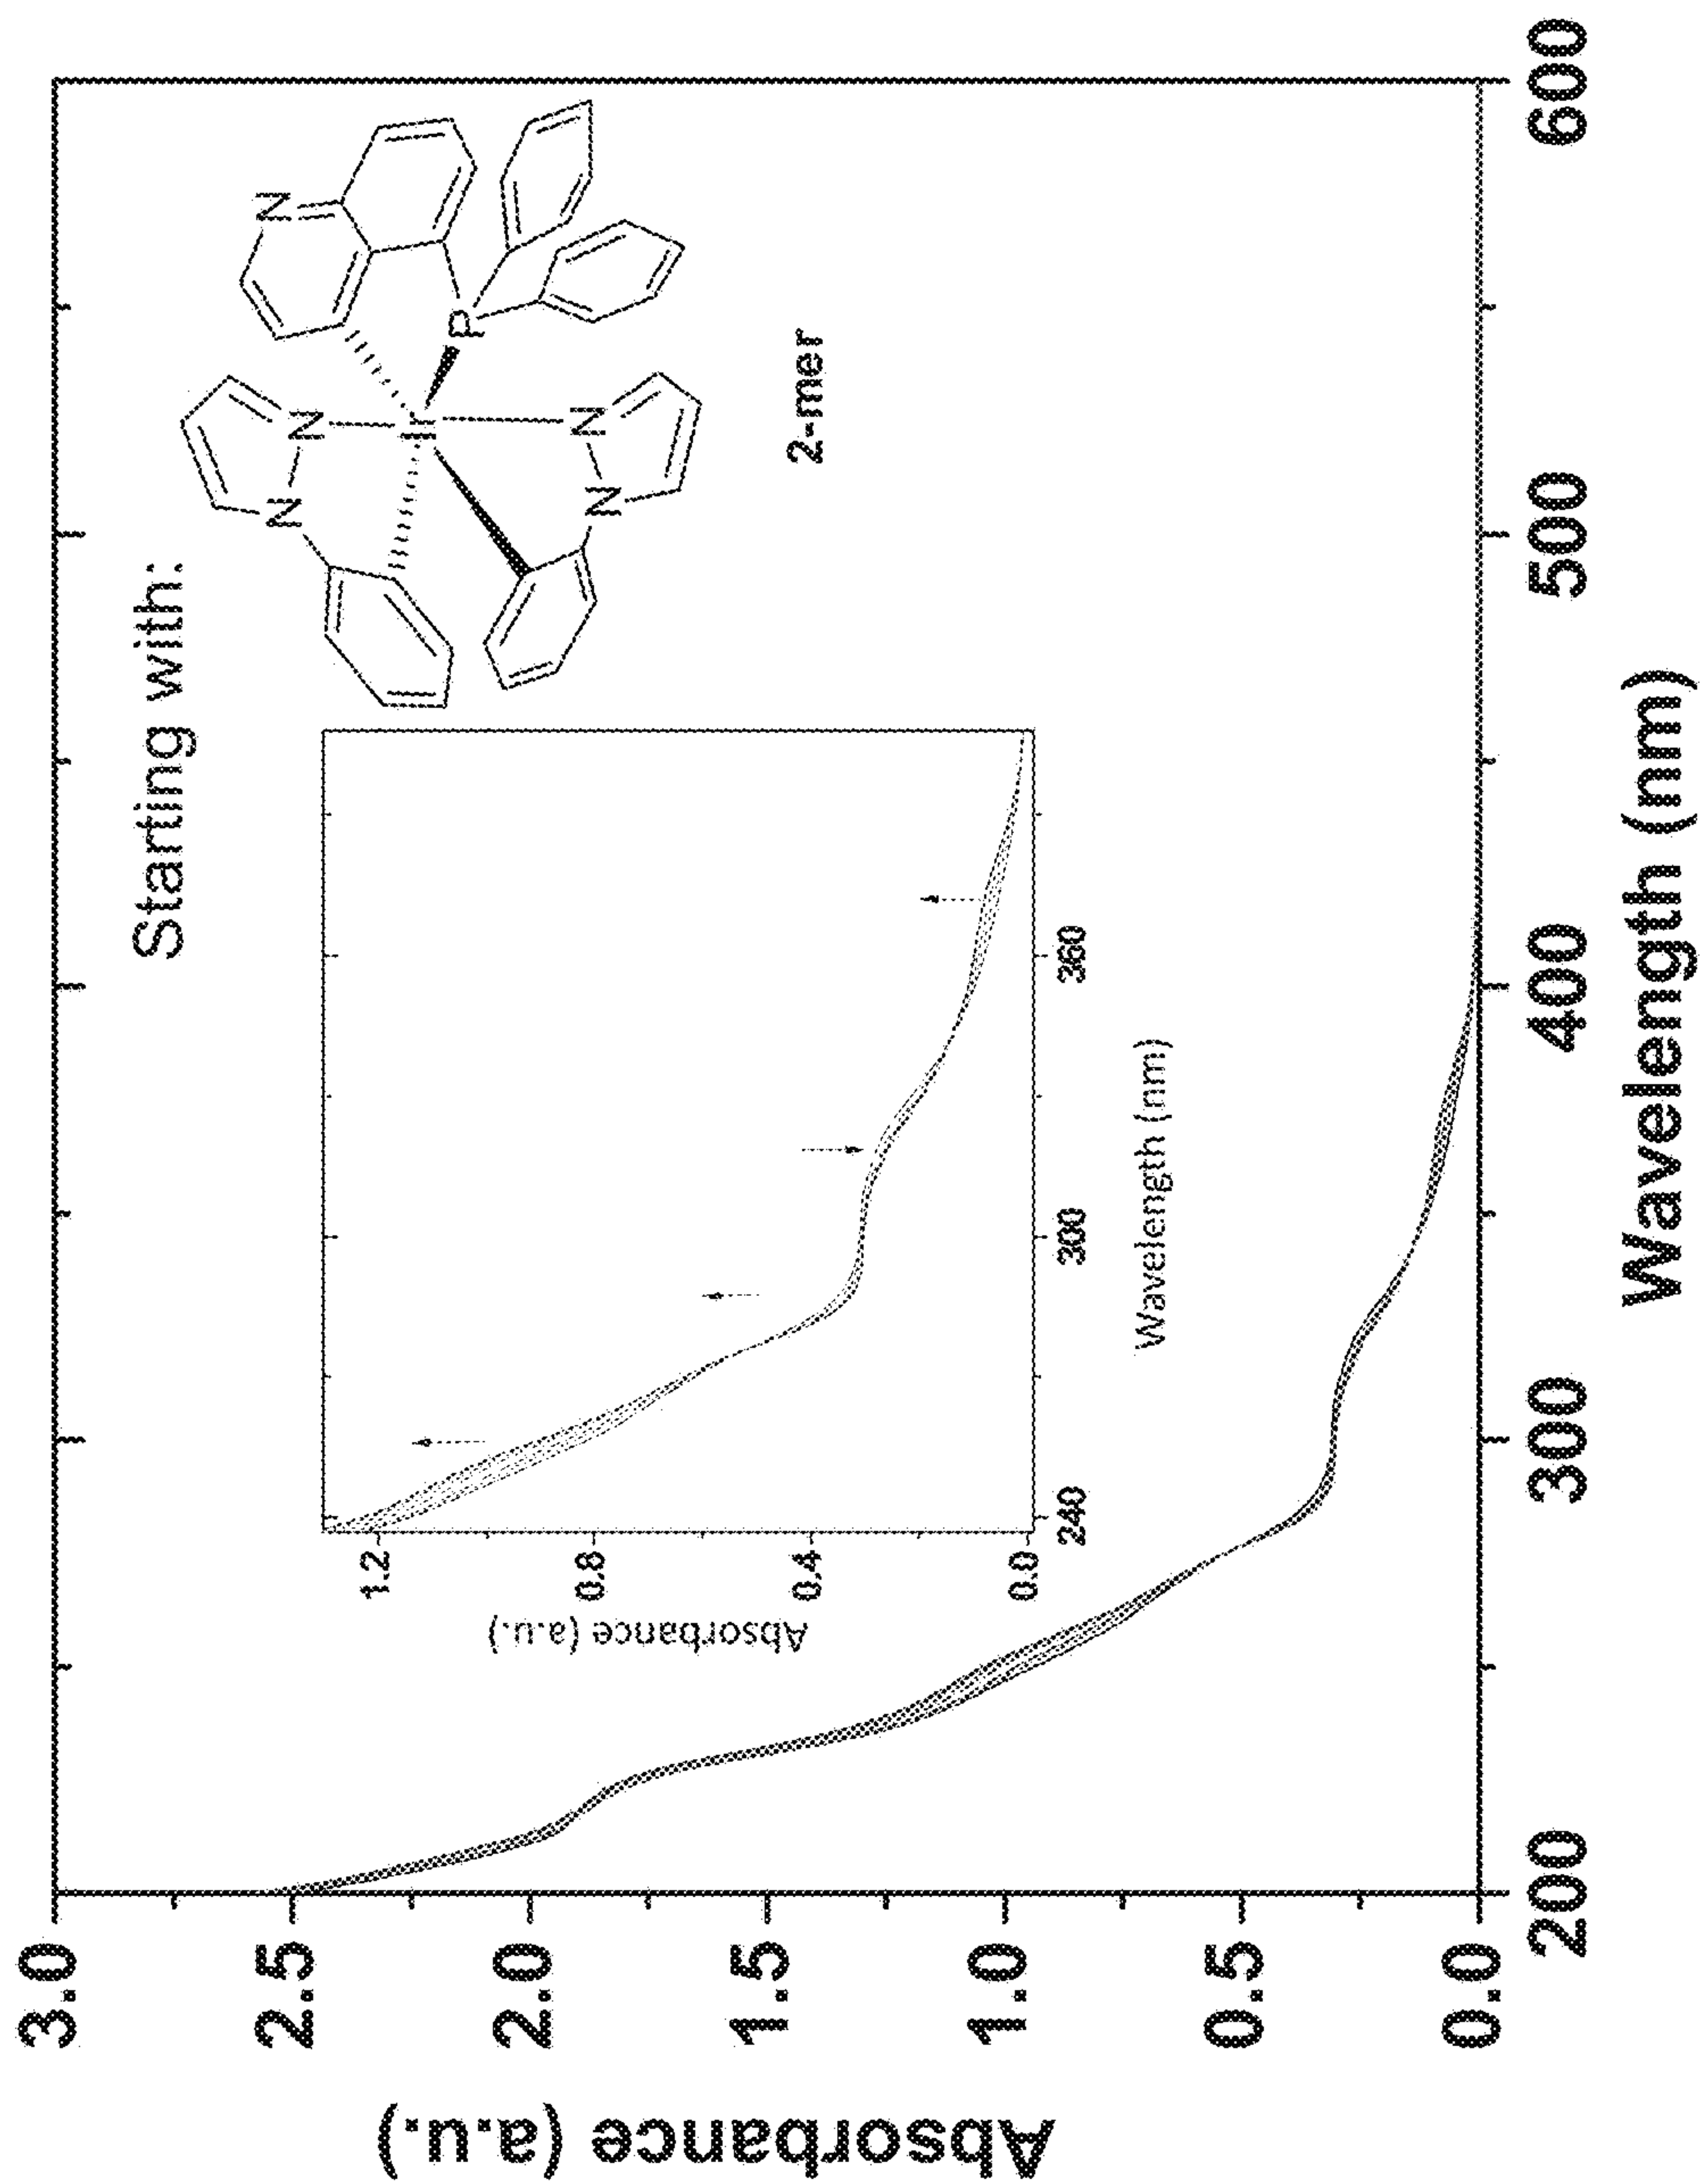 Absorbance (a.u.)
3.0
2.5
2.0
1.5
1.0
0.5
0.0
200
300
400
500
600
Wavelength (nm)
Starting with:
N
N
N
N
N
Ir
P
2-mer
Absorbance (a.u.)
1.2
0.8
0.4
0.0
240
300
360
Wavelength (nm)